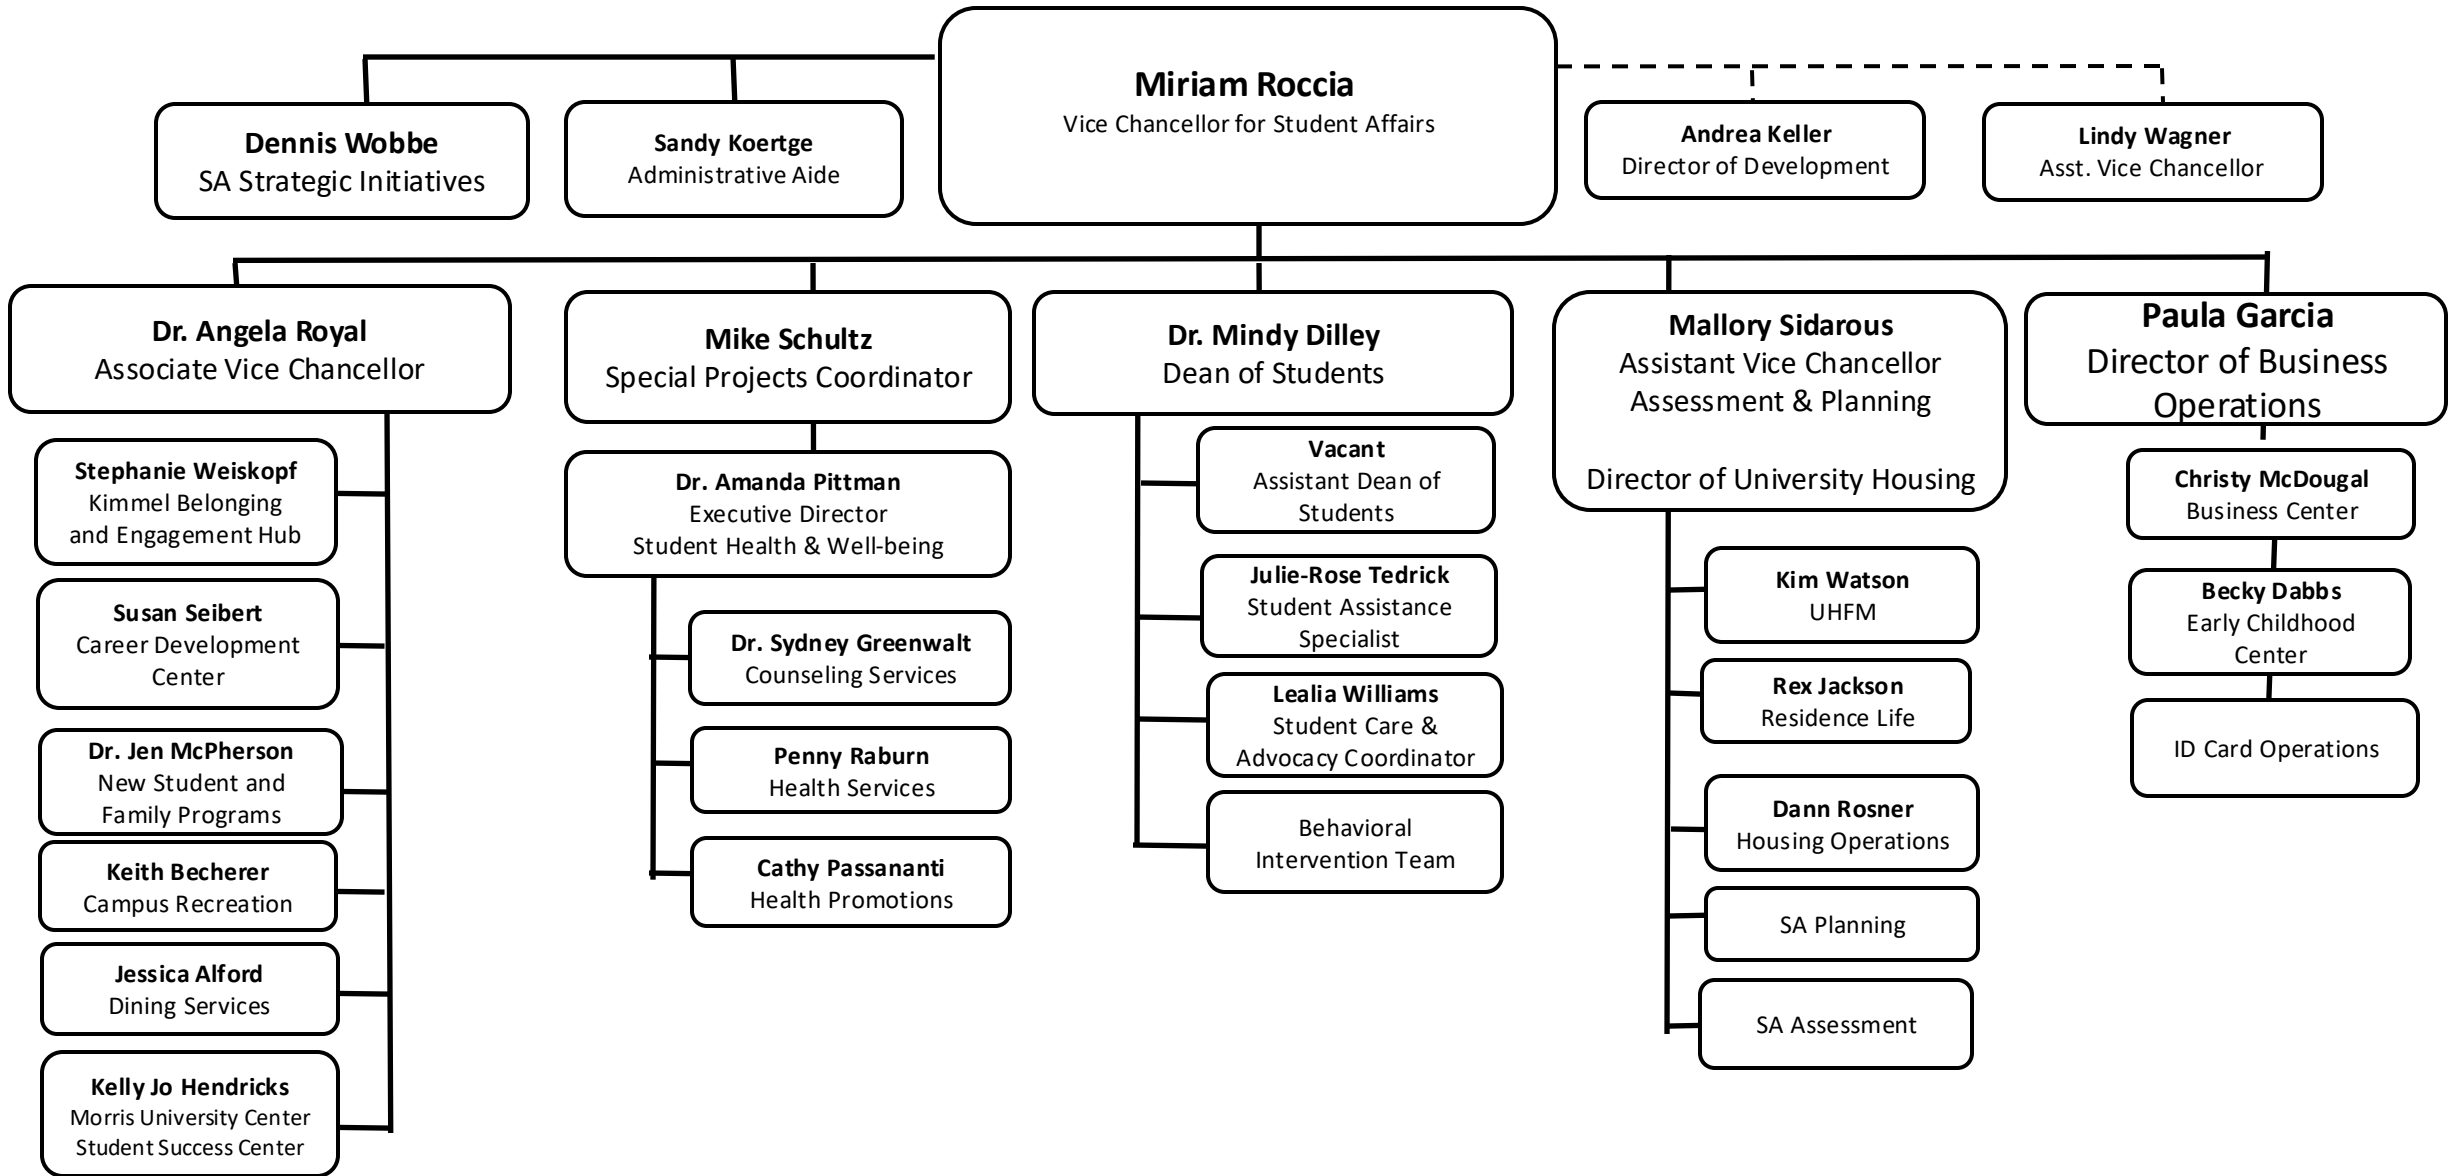 Miriam Roccia
Vice Chancellor for Student Affairs
Dennis Wobbe
SA Strategic Initiatives
Sandy Koertge
Administrative Aide
Andrea Keller
Director of Development
Lindy Wagner
Asst. Vice Chancellor
Dr. Angela Royal
Associate Vice Chancellor
Stephanie Weiskopf
Kimmel Belonging
and Engagement Hub
Susan Seibert
Career Development
Center
Dr. Jen McPherson
New Student and
Family Programs
Keith Becherer
Campus Recreation
Jessica Alford
Dining Services
Kelly Jo Hendricks
Morris University Center
Student Success Center
Mike Schultz
Special Projects Coordinator
Dr. Amanda Pittman
Executive Director
Student Health & Well-being
Dr. Sydney Greenwalt
Counseling Services
Penny Raburn
Health Services
Cathy Passananti
Health Promotions
Dr. Mindy Dilley
Dean of Students
Vacant
Assistant Dean of
Students
Julie-Rose Tedrick
Student Assistance
Specialist
Lealia Williams
Student Care &
Advocacy Coordinator
Behavioral
Intervention Team
Mallory Sidarous
Assistant Vice Chancellor
Assessment & Planning
Director of University Housing
Kim Watson
UHFM
Rex Jackson
Residence Life
Dann Rosner
Housing Operations
SA Planning
SA Assessment
Paula Garcia
Director of Business
Operations
Christy McDougal
Business Center
Becky Dabbs
Early Childhood
Center
ID Card Operations